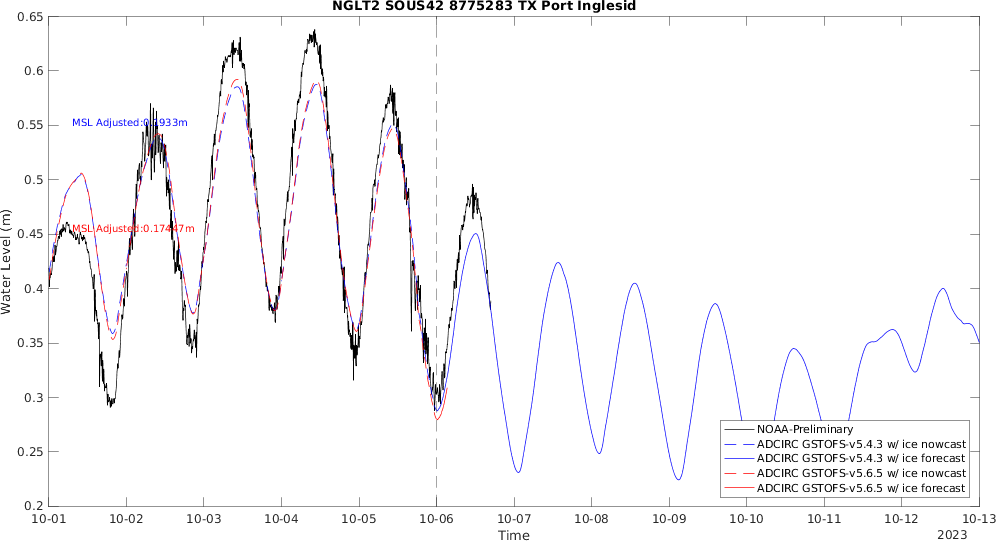 NGLT2 SOUS42 8775283 TX Port Inglesid
Water Level (m)
0.65
0.6
0.55
0.5
0.45
0.4
0.35
0.3
0.25
0.2
MSL Adjusted:0.1933m
MSL Adjusted:0.17447m
NOAA-Preliminary
ADCIRC GSTOFS-v5.4.3 w/ ice nowcast
ADCIRC GSTOFS-v5.4.3 w/ ice forecast
ADCIRC GSTOFS-v5.6.5 w/ ice nowcast
ADCIRC GSTOFS-v5.6.5 w/ ice forecast
10-01 10-02 10-03 10-04 10-05 10-06 10-07 10-08 10-09 10-10 10-11 10-12 10-13
Time
2023